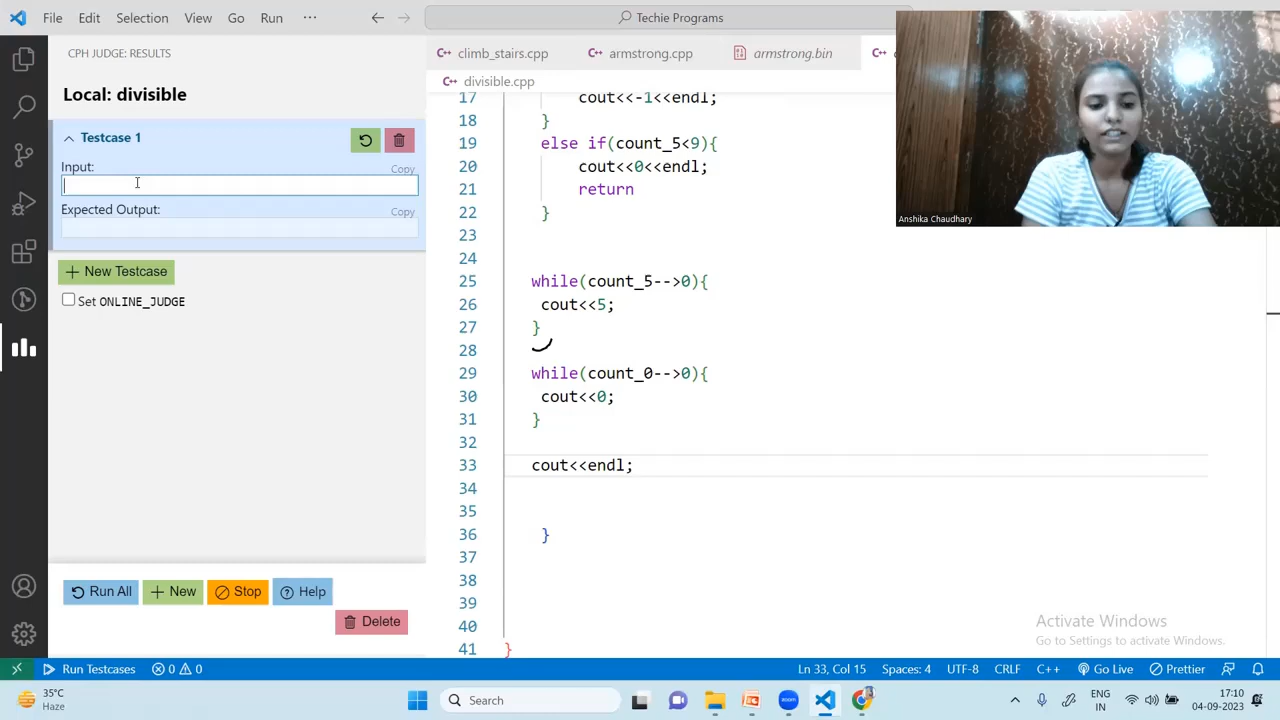 File Edit Selection View Go Run ··· Techie Programs
CPH JUDGE: RESULTS
Local: divisible
Testcase 1
Input:
Copy
Expected Output:
Copy
New Testcase
Set ONLINE_JUDGE
Run All New Stop Help
Delete
climb_stairs.cpp armstrong.cpp armstrong.bin
divisible.cpp
17 cout<<-1<<endl;
18 }
19 else if(count_5<9){
20 cout<<0<<endl;
21 return
22 }
23
24
25 while(count_5-->0){
26 cout<<5;
27 }
28
29 while(count_0-->0){
30 cout<<0;
31 }
32
33 cout<<endl;
34
35
36 }
37
38
39
40
41 }
Anshika Chaudhary
Activate Windows
Go to Settings to activate Windows.
Run Testcases 0 0 Ln 33, Col 15 Spaces: 4 UTF-8 CRLF C++ Go Live Prettier
35°C
Haze
Search
zoom
ENG
IN
17:10
04-09-2023